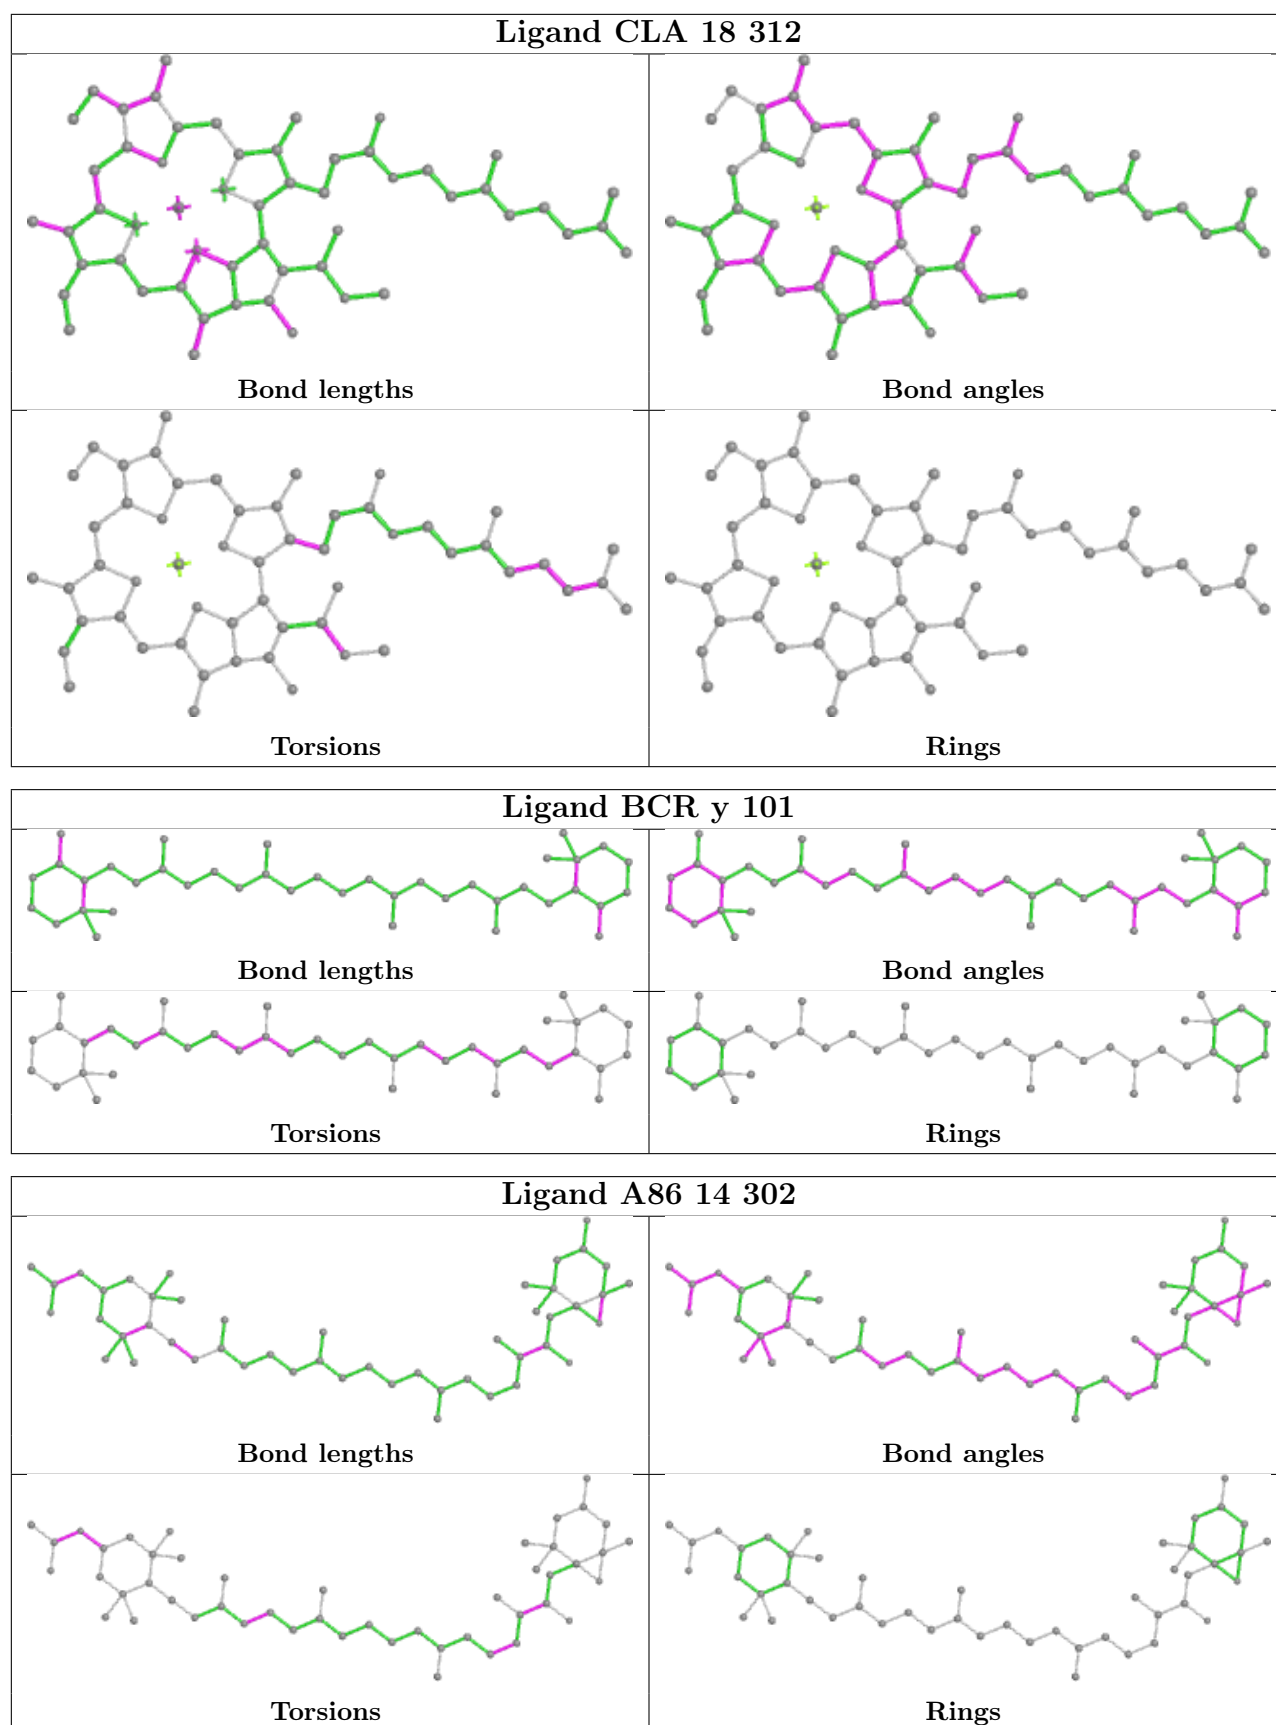 Ligand CLA 18 312
Bond lengths
Bond angles
Torsions
Rings
Ligand BCR y 101
Bond lengths
Bond angles
Torsions
Rings
Ligand A86 14 302
Bond lengths
Bond angles
Torsions
Rings